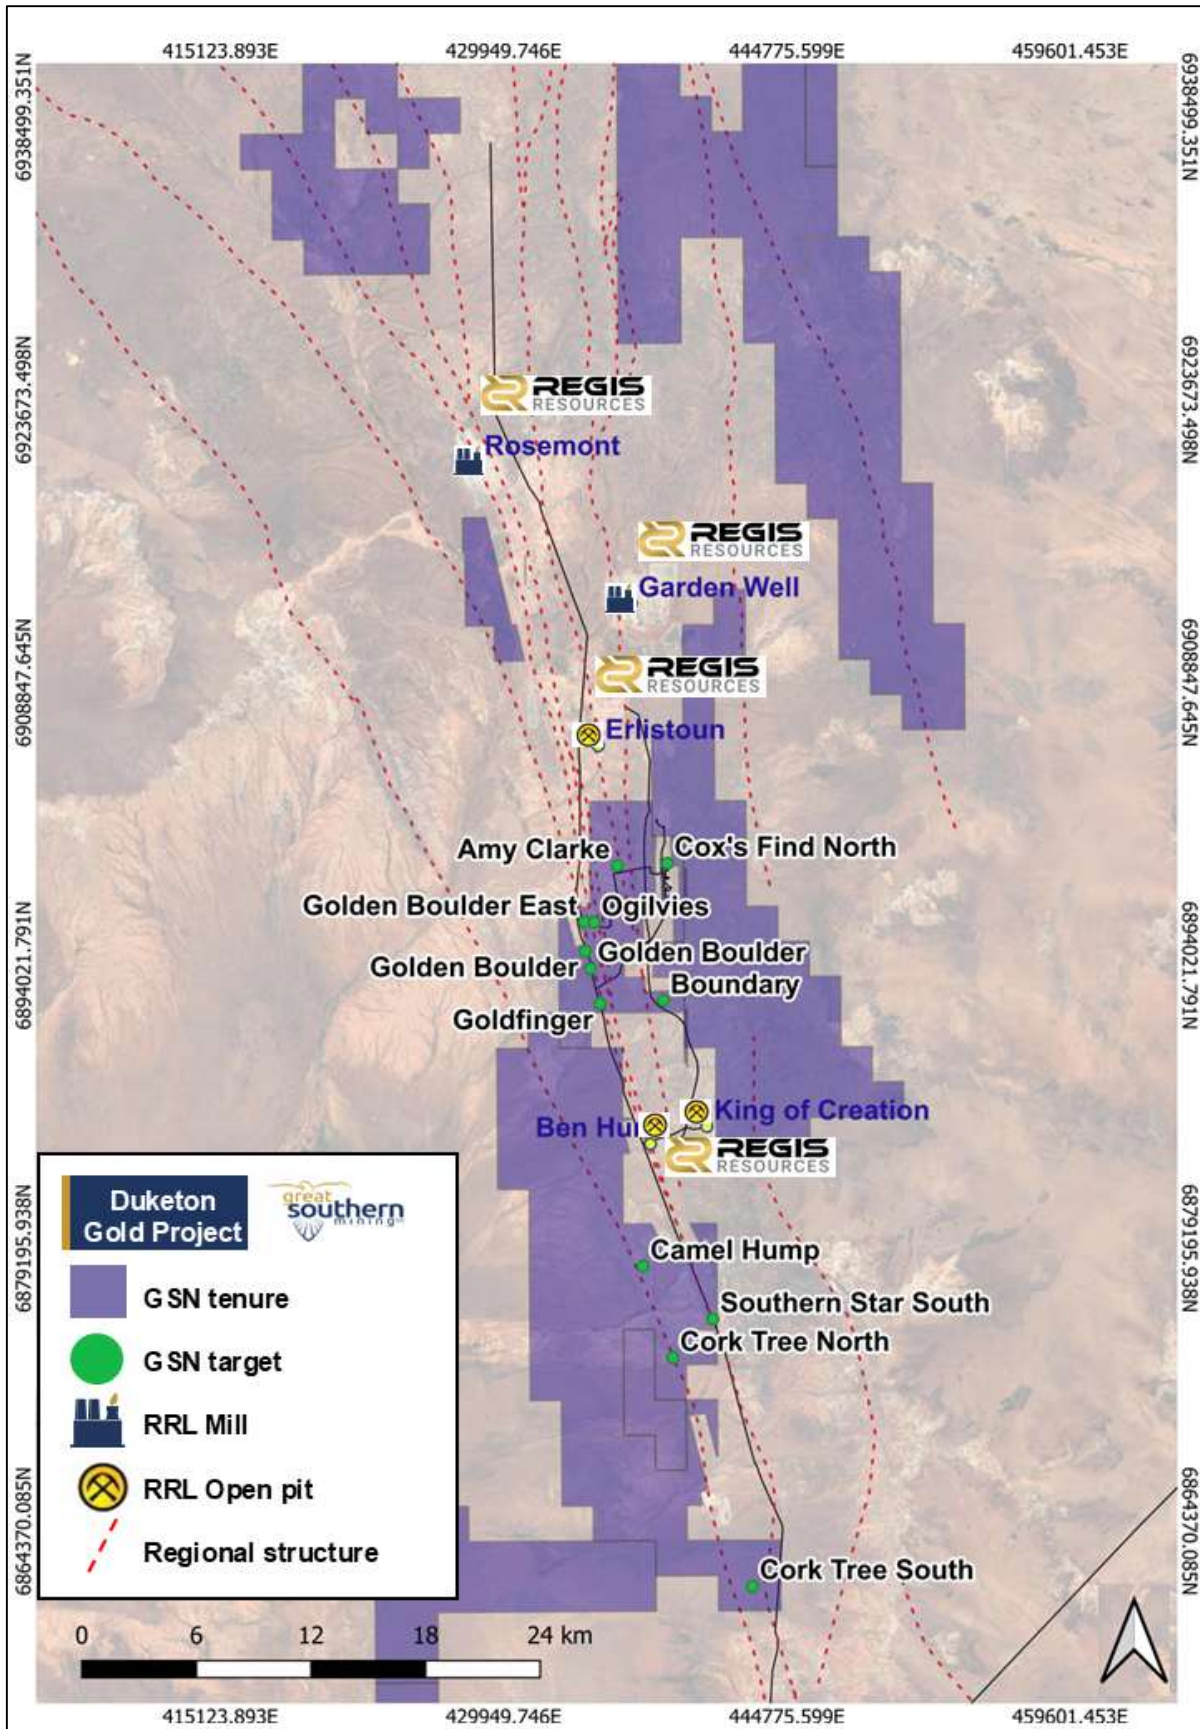 415123.893E 429949.746E 444775.599E 459601.453E
6938499.351N 6938499.351N
REGIS
RESOURCES
6923673.498N 6923673.498N
Rosemont
REGIS
RESOURCES
Garden Well
6908847.645N 6908847.645N
REGIS
RESOURCES
Erlistoun
Amy Clarke Cox's Find North
Golden Boulder East Ogilvies
6894021.791N 6894021.791N
Golden Boulder Golden Boulder
Boundary
Goldfinger
Ben Hur King of Creation
REGIS
RESOURCES
6879195.938N 6879195.938N
Camel Hump
Southern Star South
Cork Tree North
6864370.085N 6864370.085N
Cork Tree South
Duketon
Gold Project
great
southern
mining
GSN tenure
GSN target
RRL Mill
RRL Open pit
Regional structure
0 6 12 18 24 km
415123.893E 429949.746E 444775.599E 459601.453E